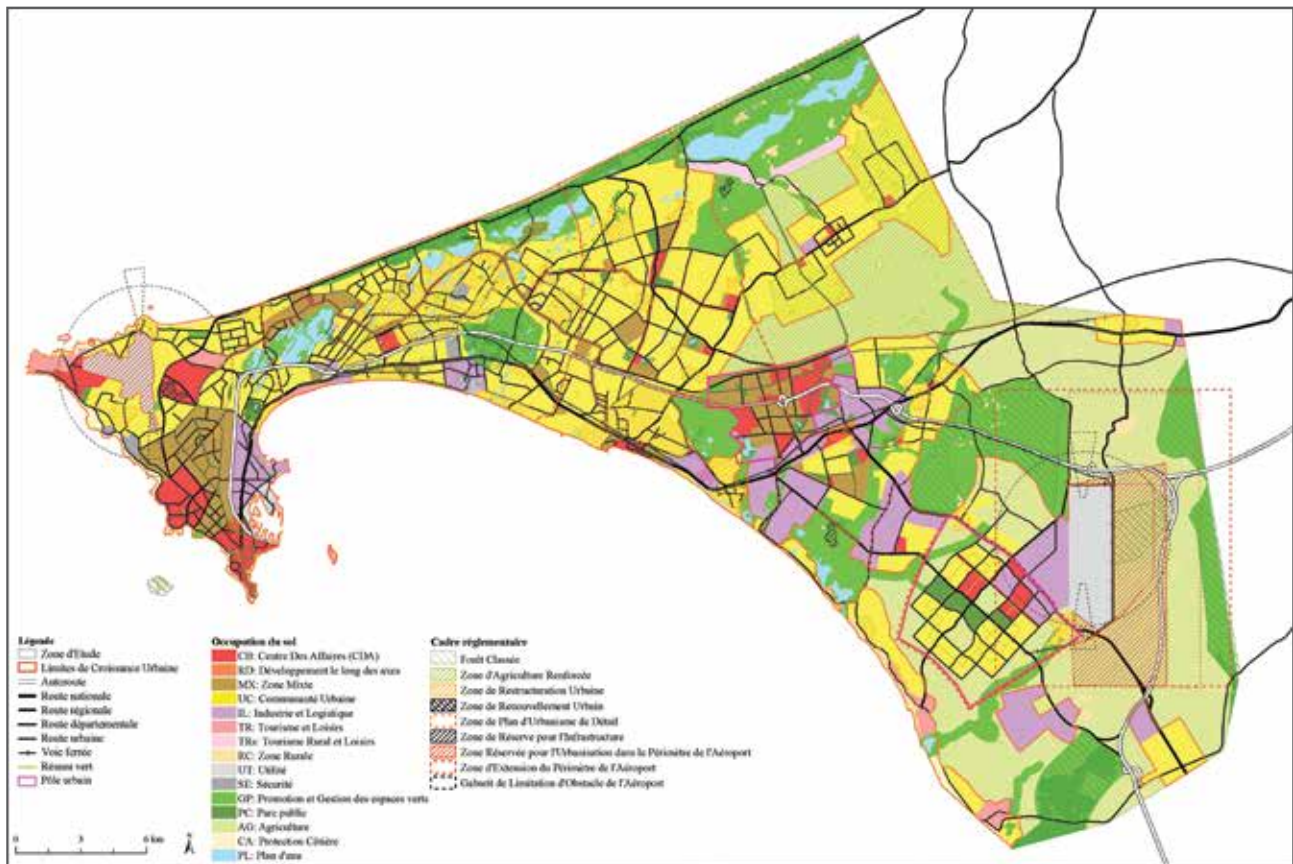 Légende
Zone d'Etude
Limites de Croissance Urbaine
Autoroute
Route nationale
Route régionale
Route départementale
Route urbaine
Voie ferrée
Réseau vert
Pôle urbain
0 3 6 km
N
Occupation du sol
CB: Centre Des Affaires (CDA)
RD: Développement le long des axes
MX: Zone Mixte
UC: Communauté Urbaine
IL: Industrie et Logistique
TR: Tourisme et Loisirs
TRr: Tourisme Rural et Loisirs
RC: Zone Rurale
UT: Utilité
SE: Sécurité
GP: Promotion et Gestion des espaces verts
PC: Parc public
AG: Agriculture
CA: Protection Côtière
PL: Plan d'eau
Cadre réglementaire
Forêt Classée
Zone d'Agriculture Renforcée
Zone de Restructuration Urbaine
Zone de Renouvellement Urbain
Zone de Plan d'Urbanisme de Détail
Zone de Réserve pour l'Infrastructure
Zone Réservée pour l'Urbanisation dans le Périmètre de l'Aéroport
Zone d'Extension du Périmètre de l'Aéroport
Gabarit de Limitation d'Obstacle de l'Aéroport